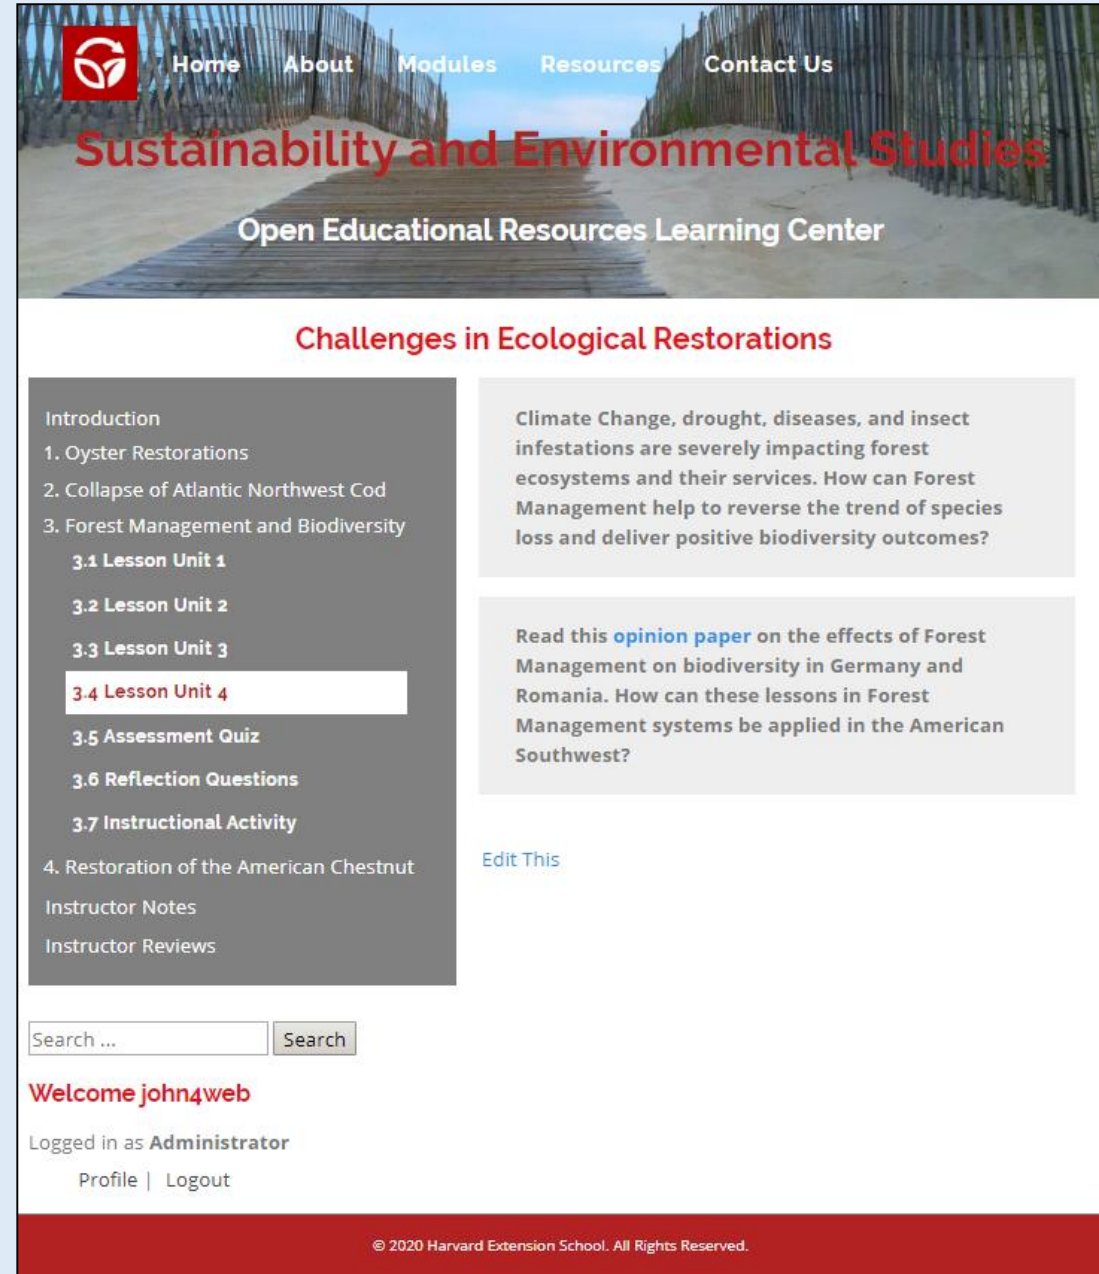 Home About Modules Resources Contact Us
Sustainability and Environmental Studies
Open Educational Resources Learning Center
Challenges in Ecological Restorations
Introduction
1. Oyster Restorations
2. Collapse of Atlantic Northwest Cod
3. Forest Management and Biodiversity
3.1 Lesson Unit 1
3.2 Lesson Unit 2
3.3 Lesson Unit 3
3.4 Lesson Unit 4
3.5 Assessment Quiz
3.6 Reflection Questions
3.7 Instructional Activity
4. Restoration of the American Chestnut
Instructor Notes
Instructor Reviews
Climate Change, drought, diseases, and insect
infestations are severely impacting forest
ecosystems and their services. How can Forest
Management help to reverse the trend of species
loss and deliver positive biodiversity outcomes?
Read this opinion paper on the effects of Forest
Management on biodiversity in Germany and
Romania. How can these lessons in Forest
Management systems be applied in the American
Southwest?
Edit This
Search ... Search
Welcome john4web
Logged in as Administrator
Profile | Logout
© 2020 Harvard Extension School. All Rights Reserved.